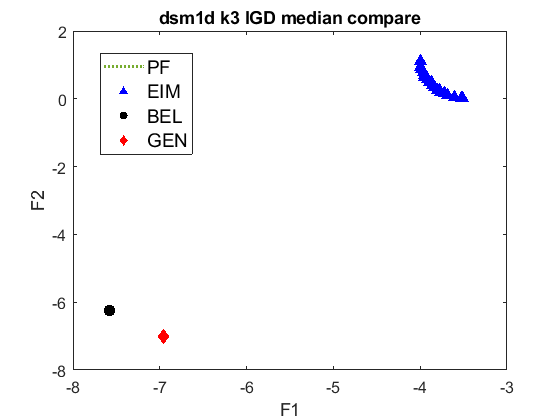 dsm1d k3 IGD median compare
2
0
-2
-4
-6
-8
F2
PF
EIM
BEL
GEN
-8 -7 -6 -5 -4 -3
F1